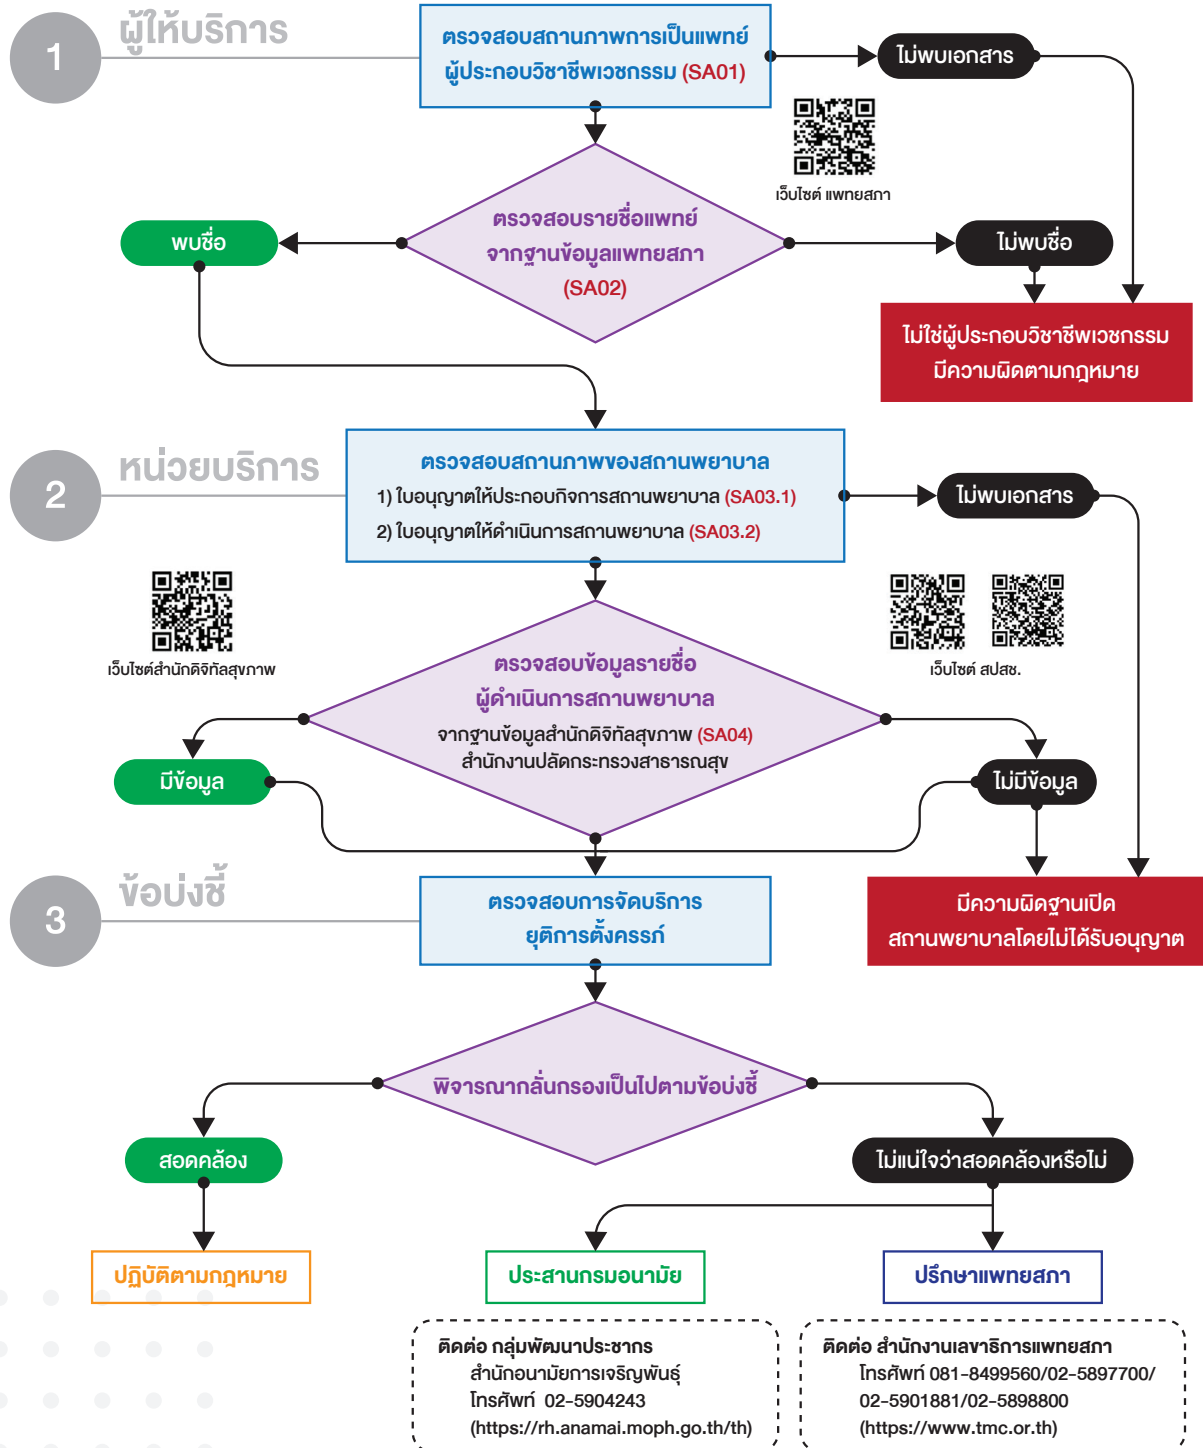 1
ผู้ให้บริการ
ตรวจสอบสถานภาพการเป็นแพทย์
ผู้ประกอบวิชาชีพเวชกรรม (SA01)
ไม่พบเอกสาร
เว็บไซต์ แพทยสภา
ตรวจสอบรายชื่อแพทย์
จากฐานข้อมูลแพทยสภา
(SA02)
พบชื่อ
ไม่พบชื่อ
ไม่ใช่ผู้ประกอบวิชาชีพเวชกรรม
มีความผิดตามกฎหมาย
2
หน่วยบริการ
ตรวจสอบสถานภาพของสถานพยาบาล
1) ใบอนุญาตให้ประกอบกิจการสถานพยาบาล (SA03.1)
2) ใบอนุญาตให้ดำเนินการสถานพยาบาล (SA03.2)
ไม่พบเอกสาร
เว็บไซต์สำนักดิจิทัลสุขภาพ
เว็บไซต์ สปสช.
ตรวจสอบข้อมูลรายชื่อ
ผู้ดำเนินการสถานพยาบาล
จากฐานข้อมูลสำนักดิจิทัลสุขภาพ (SA04)
สำนักงานปลัดกระทรวงสาธารณสุข
มีข้อมูล
ไม่มีข้อมูล
3
ข้อบ่งชี้
ตรวจสอบการจัดบริการ
ยุติการตั้งครรภ์
มีความผิดฐานเปิด
สถานพยาบาลโดยไม่ได้รับอนุญาต
พิจารณากลั่นกรองเป็นไปตามข้อบ่งชี้
สอดคล้อง
ไม่แน่ใจว่าสอดคล้องหรือไม่
ปฏิบัติตามกฎหมาย
ประสานกรมอนามัย
ปรึกษาแพทยสภา
ติดต่อ กลุ่มพัฒนาประชากร
สำนักอนามัยการเจริญพันธุ์
โทรศัพท์ 02-5904243
(https://rh.anamai.moph.go.th/th)
ติดต่อ สำนักงานเลขาธิการแพทยสภา
โทรศัพท์ 081-8499560/02-5897700/
02-5901881/02-5898800
(https://www.tmc.or.th)